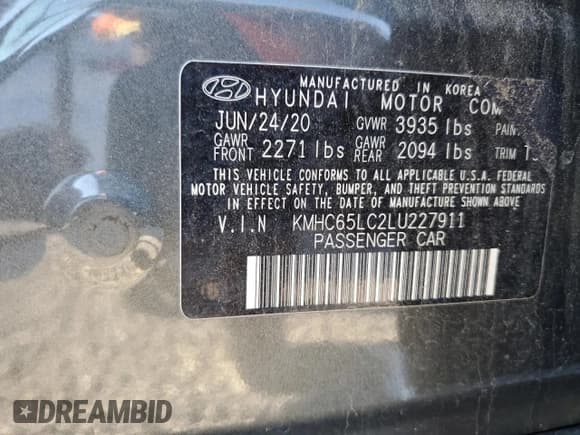 MANUFACTURED IN KOREA
HYUNDAI MOTOR COM
JUN/24/20 GVWR 3935 lbs PAIN
GAWR FRONT 2271 lbs GAWR REAR 2094 lbs TRIM T
THIS VEHICLE CONFORMS TO ALL APPLICABLE U.S.A. FEDERAL
MOTOR VEHICLE SAFETY, BUMPER, AND THEFT PREVENTION STANDARDS
IN EFFECT ON THE DATE OF MANUFACTURE SHOWN ABOVE.
V.I.N KMHC65LC2LU227911
PASSENGER CAR
DREAMBID